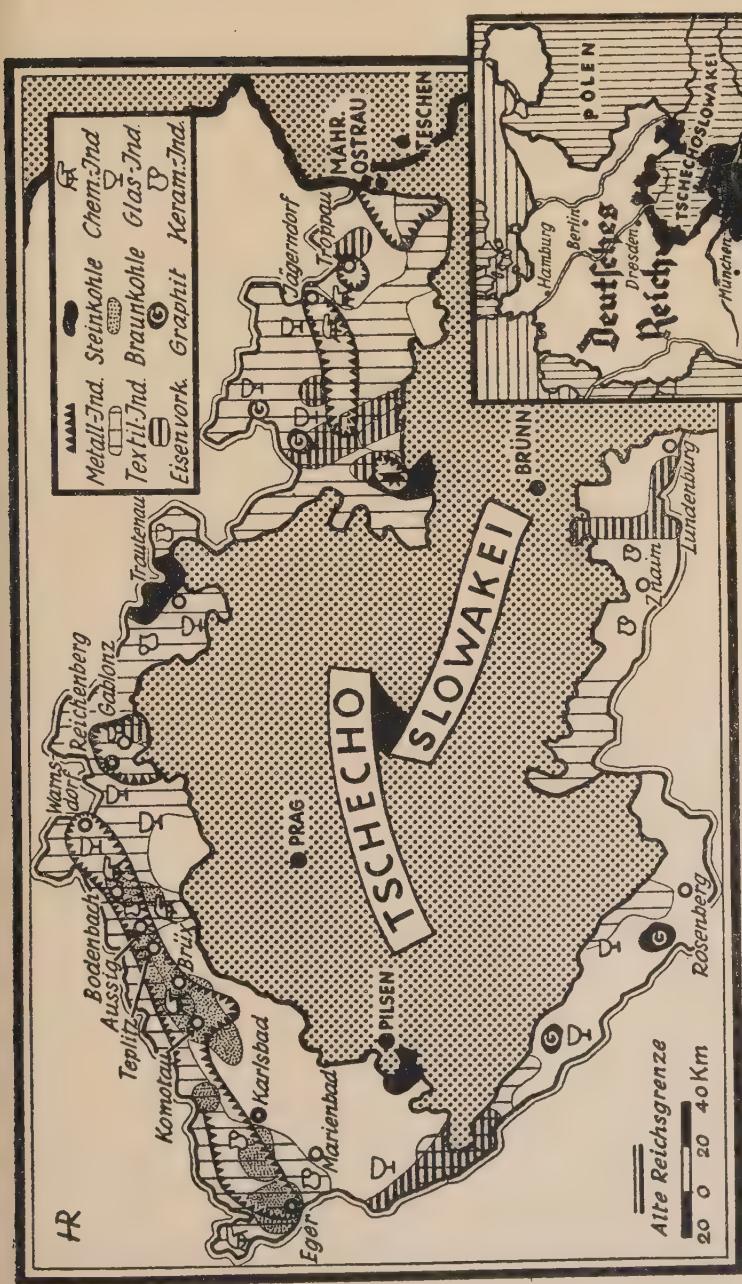 HR
Metall-Ind. Steinkohle Chem.-Ind
Textil-Ind. Braunkohle Glas-Ind.
Eisenvork. Graphit Keram.-Ind.
G
Warns
dorf
Reichenberg
Gablonz
Trautenau
Bodenbach
Aussig
Teplitz
Brüx
Komotau
Karlsbad
Marienbad
Eger
PILSEN
PRAG
TSCHECHO
SLOWAKEI
BRÜNN
Jägerndorf
Troppau
MÄHR.
OSTRAU
TESCHEN
G
G
G
G
Rosenberg
Znaim
Lundenburg
Alte Reichsgrenze
20 0 20 40 Km
Hamburg
Berlin
POLEN
Deutsches
Reich
Dresden
TSCHECHOSLOWAKEI
München